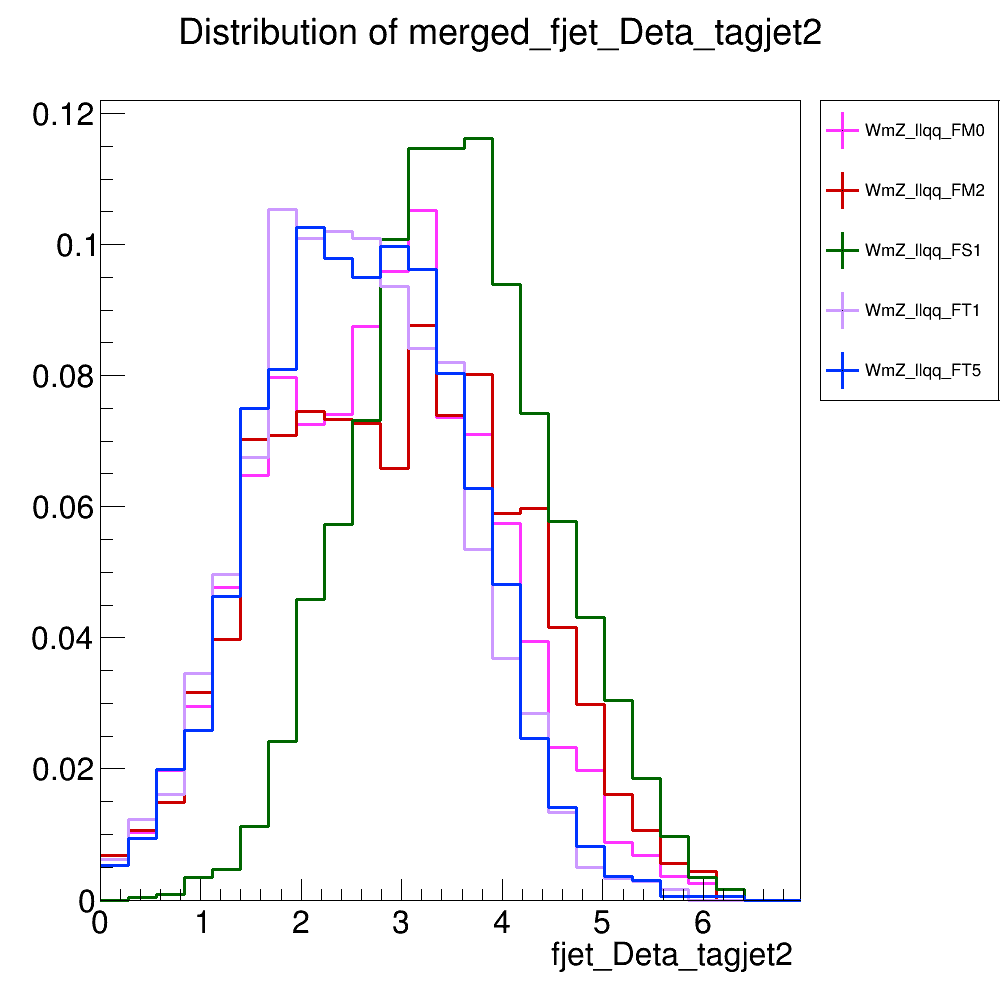 Distribution of merged_fjet_Deta_tagjet2
0.12
0.1
0.08
0.06
0.04
0.02
0
0 1 2 3 4 5 6
fjet_Deta_tagjet2
WmZ_llqq_FM0
WmZ_llqq_FM2
WmZ_llqq_FS1
WmZ_llqq_FT1
WmZ_llqq_FT5